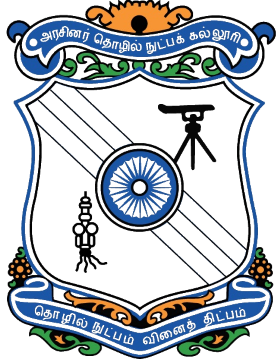 அரசினர் தொழில் நுட்பக் கல்லூரி
தொழில் நுட்பம் வினைத் திட்பம்